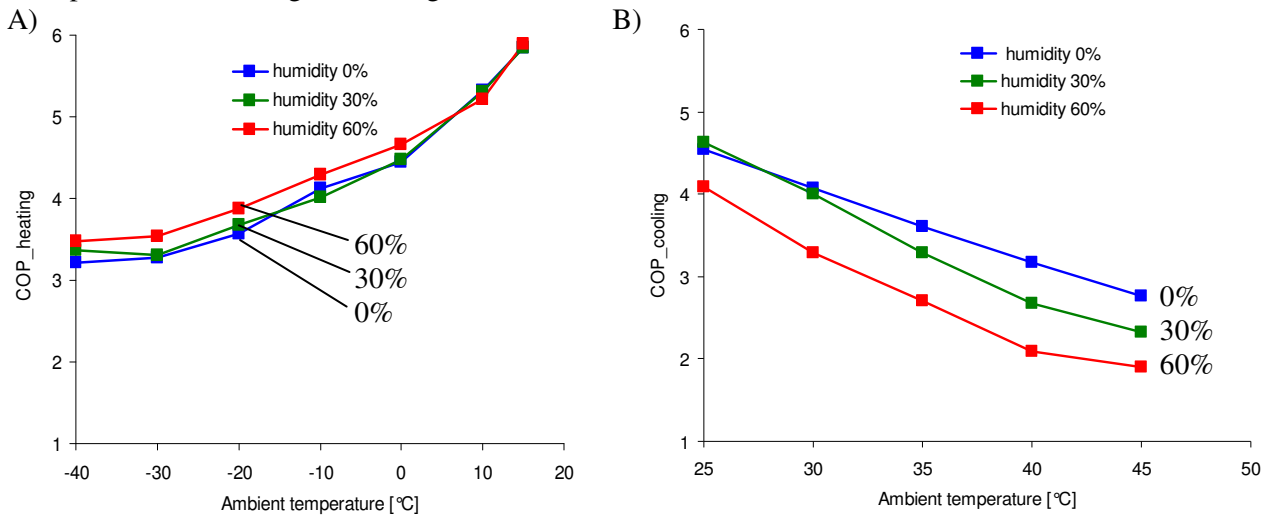 A)
6
5
4
3
2
1
COP_heating
humidity 0%
humidity 30%
humidity 60%
60%
30%
0%
-40 -30 -20 -10 0 10 20
Ambient temperature [°C]
B)
6
5
4
3
2
1
COP_cooling
humidity 0%
humidity 30%
humidity 60%
0%
30%
60%
25 30 35 40 45 50
Ambient temperature [°C]